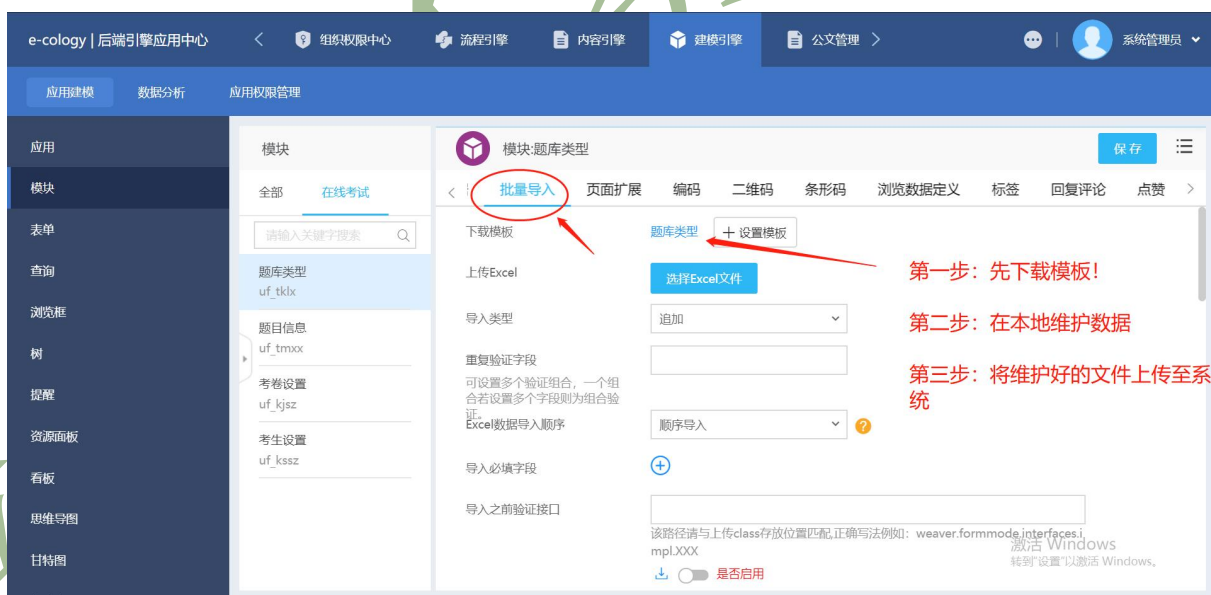 e-cology | 后端引擎应用中心
组织权限中心
流程引擎
内容引擎
建模引擎
公文管理
系统管理员
应用建模
数据分析
应用权限管理
应用
模块
表单
查询
浏览框
树
提醒
资源面板
看板
思维导图
甘特图
模块
全部
在线考试
请输入关键字搜索
题库类型
uf_tklx
题目信息
uf_tmxx
考卷设置
uf_kjsz
考生设置
uf_kssz
模块:题库类型
保存
批量导入
页面扩展
编码
二维码
条形码
浏览数据定义
标签
回复评论
点赞
下载模板
题库类型
+ 设置模板
上传Excel
选择Excel文件
导入类型
追加
重复验证字段
可设置多个验证组合，一个组
合若设置多个字段则为组合验
证。
Excel数据导入顺序
顺序导入
?
导入必填字段
导入之前验证接口
该路径请与上传class存放位置匹配,正确写法例如：weaver.formmode.interfaces.i
mpl.XXX
是否启用
第一步：先下载模板！
第二步：在本地维护数据
第三步：将维护好的文件上传至系
统
激活 Windows
转到"设置"以激活 Windows。